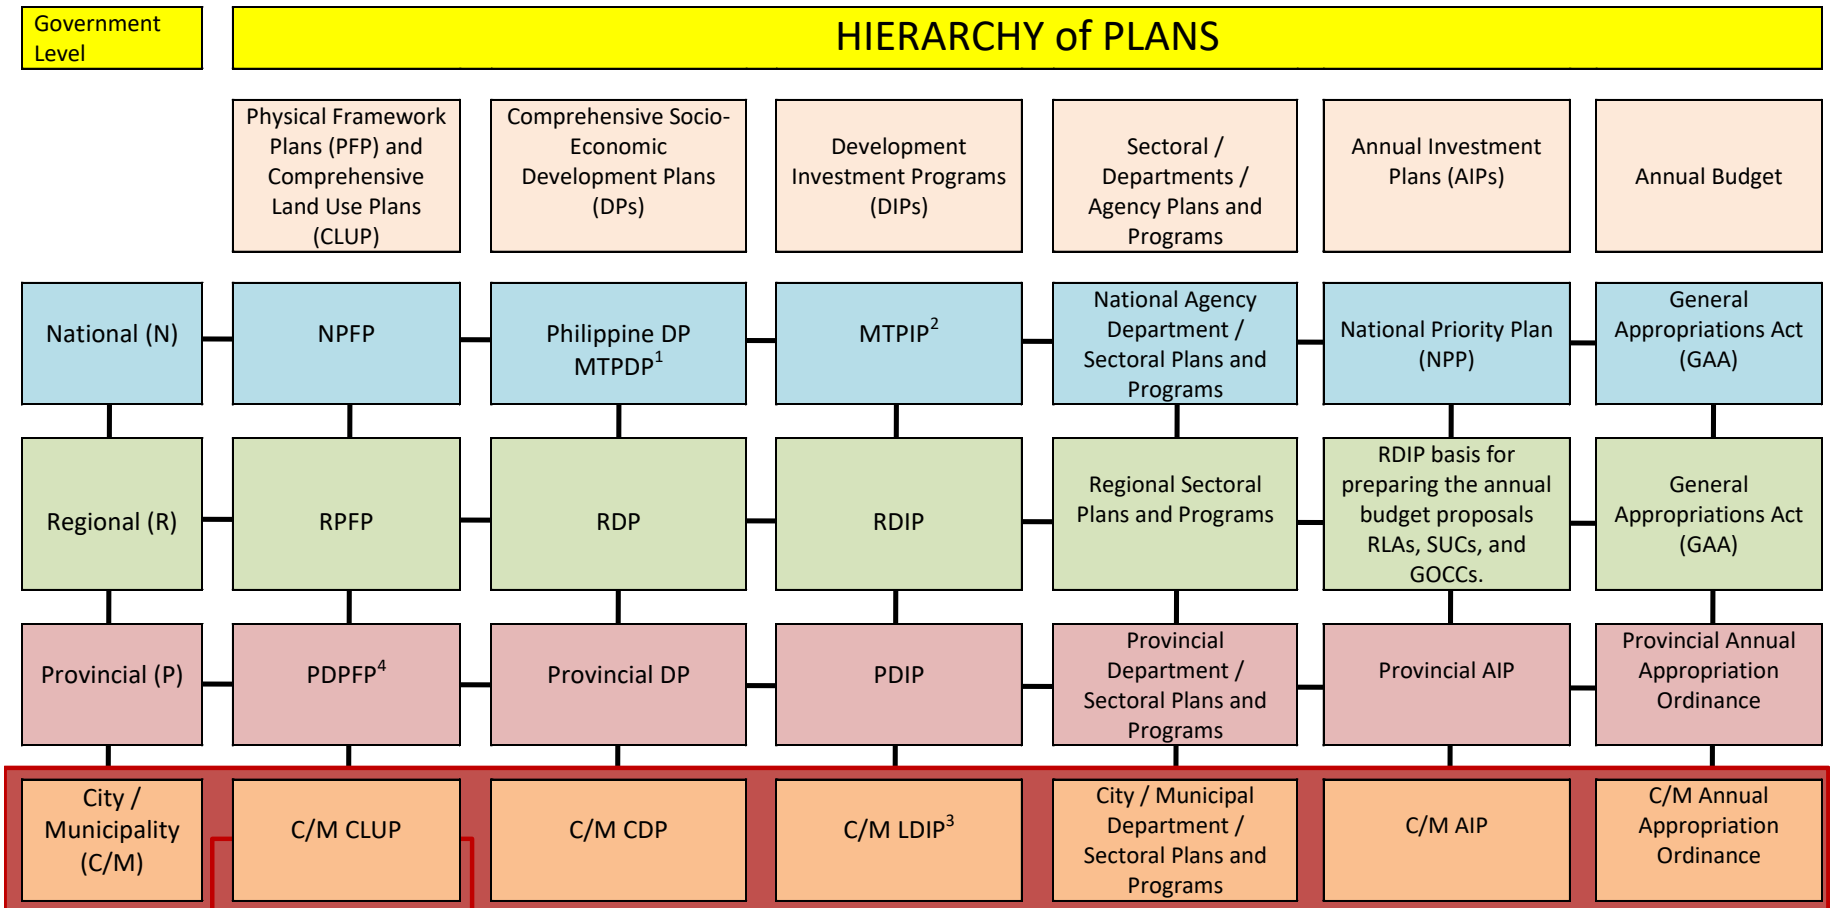 Government
Level
HIERARCHY of PLANS
Physical Framework
Plans (PFP) and
Comprehensive
Land Use Plans
(CLUP)
Comprehensive Socio-
Economic
Development Plans
(DPs)
Development
Investment Programs
(DIPs)
Sectoral /
Departments /
Agency Plans and
Programs
Annual Investment
Plans (AIPs)
Annual Budget
National (N)
NPFP
Philippine DP
MTPDP1
MTPIP2
National Agency
Department /
Sectoral Plans and
Programs
National Priority Plan
(NPP)
General
Appropriations Act
(GAA)
Regional (R)
RPFP
RDP
RDIP
Regional Sectoral
Plans and Programs
RDIP basis for
preparing the annual
budget proposals
RLAs, SUCs, and
GOCCs.
General
Appropriations Act
(GAA)
Provincial (P)
PDPFP4
Provincial DP
PDIP
Provincial
Department /
Sectoral Plans and
Programs
Provincial AIP
Provincial Annual
Appropriation
Ordinance
City /
Municipality
(C/M)
C/M CLUP
C/M CDP
C/M LDIP3
City / Municipal
Department /
Sectoral Plans and
Programs
C/M AIP
C/M Annual
Appropriation
Ordinance